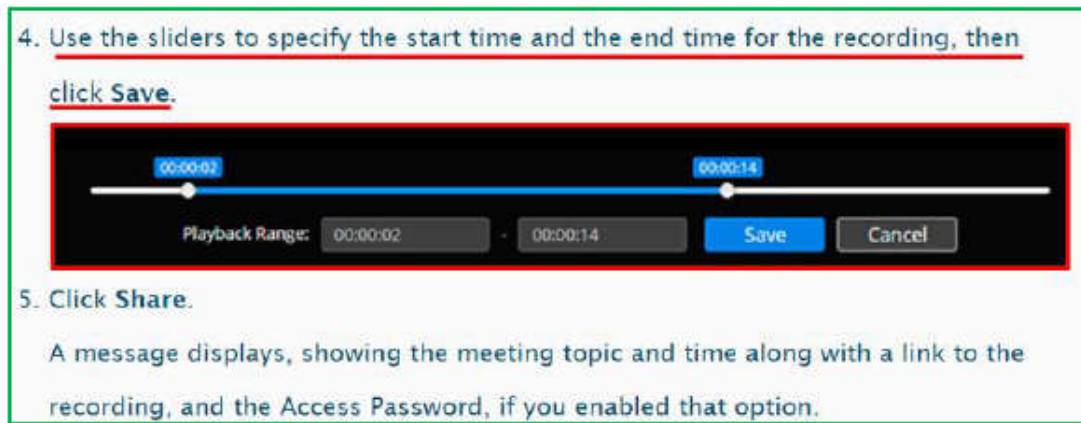 4. Use the sliders to specify the start time and the end time for the recording, then
click Save.
00:00:02 00:00:14
Playback Range: 00:00:02 - 00:00:14 Save Cancel
5. Click Share.
A message displays, showing the meeting topic and time along with a link to the
recording, and the Access Password, if you enabled that option.